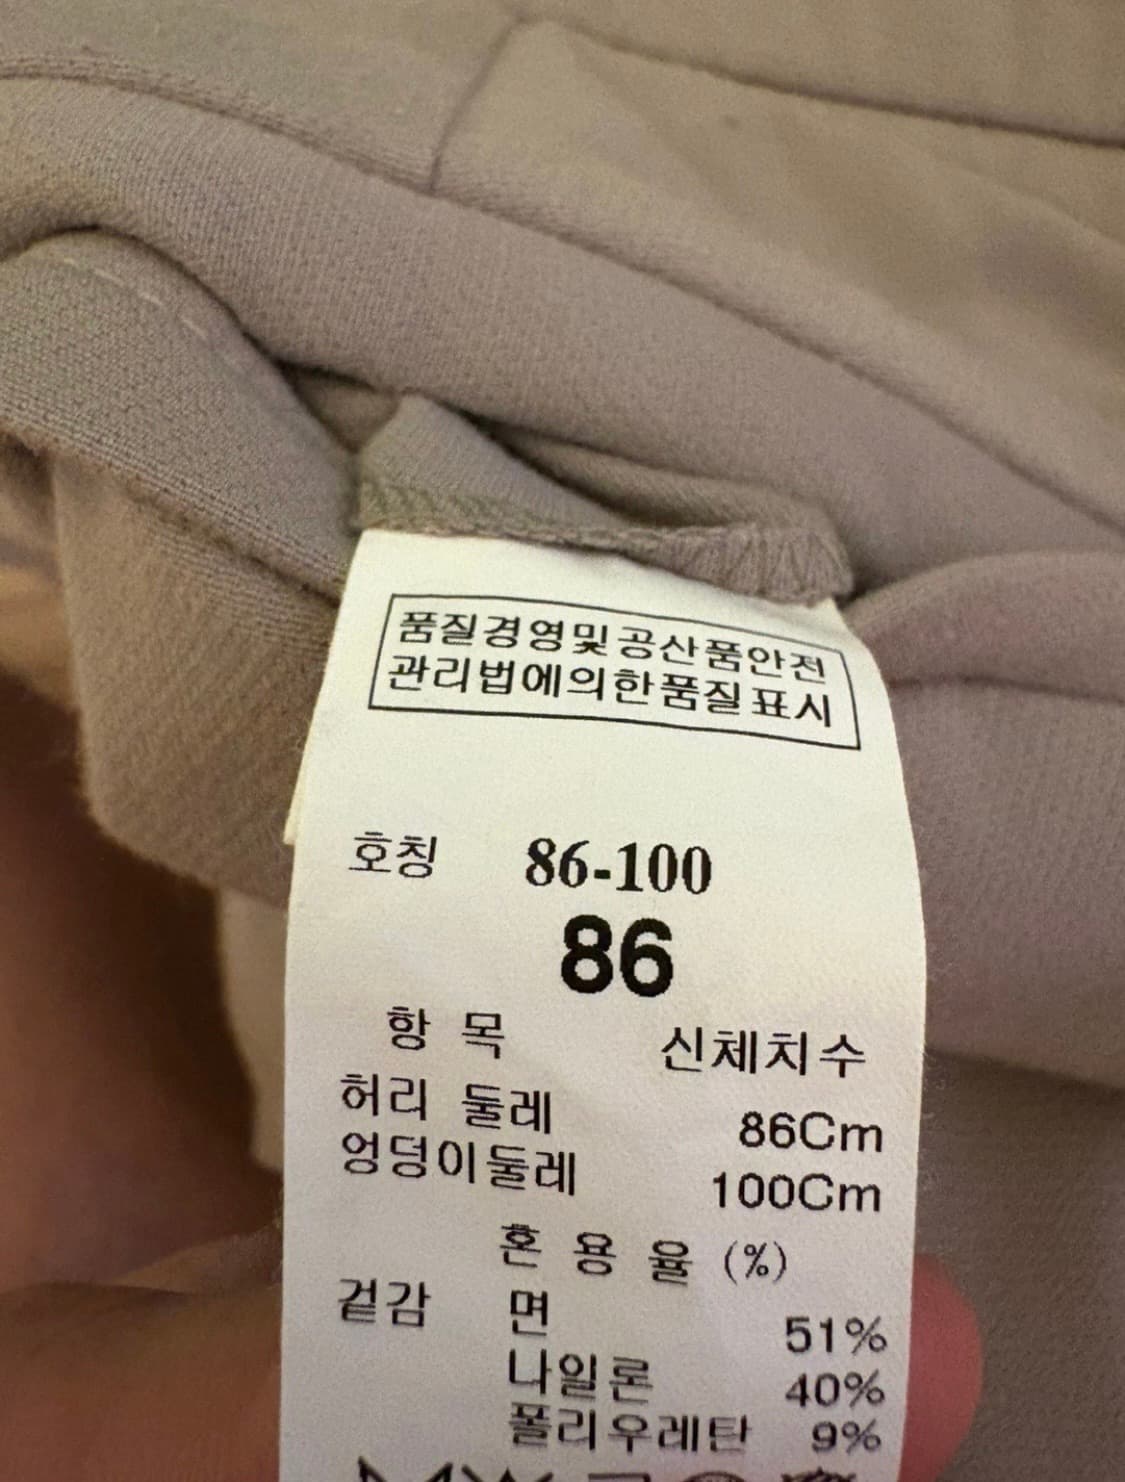 품질경영및공산품안전
관리법에의한품질표시
호칭 86-100
86
항 목 신체치수
허리 둘레 86Cm
엉덩이둘레 100Cm
혼 용 율 (%)
겉감 면 51%
나일론 40%
폴리우레탄 9%